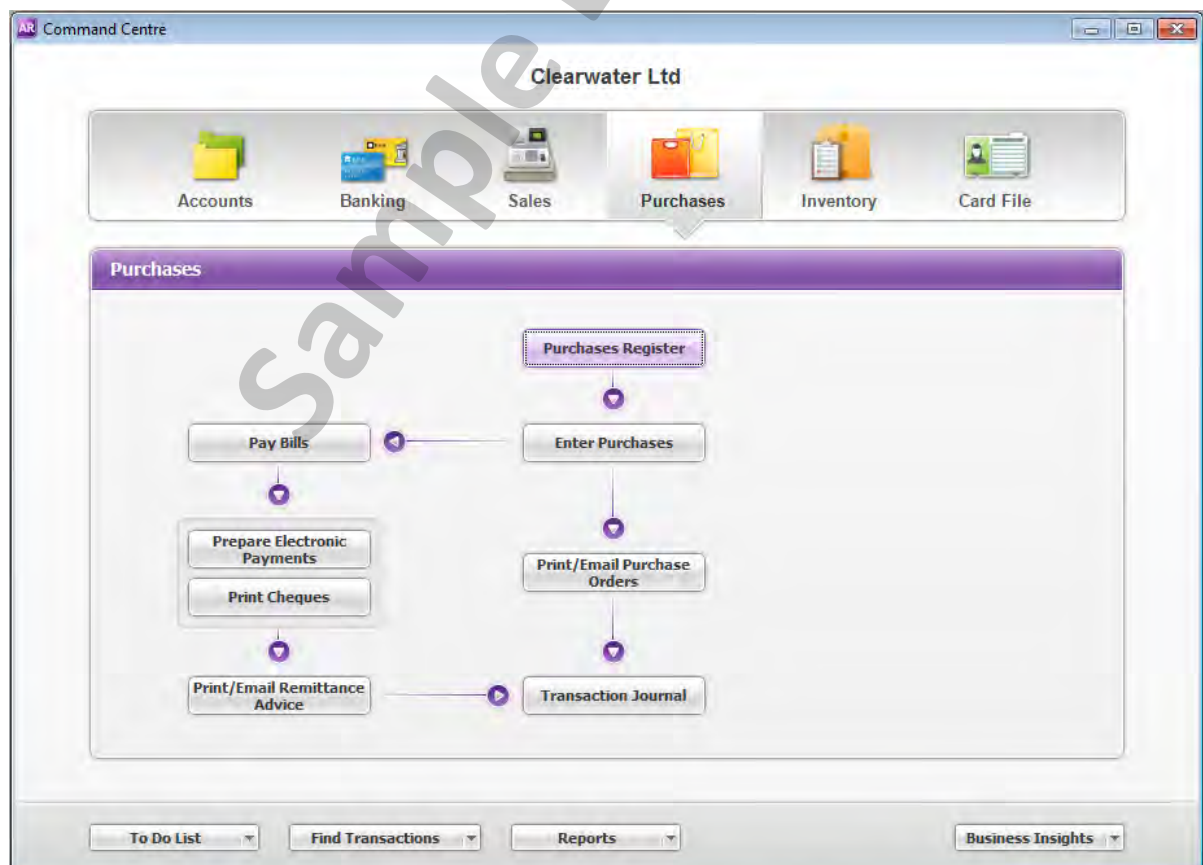 AR Command Centre
Clearwater Ltd
Accounts Banking Sales Purchases Inventory Card File
Purchases
Purchases Register
Pay Bills Enter Purchases
Prepare Electronic
Payments
Print/Email Purchase
Orders
Print Cheques
Print/Email Remittance
Advice
Transaction Journal
To Do List Find Transactions Reports Business Insights
Sample